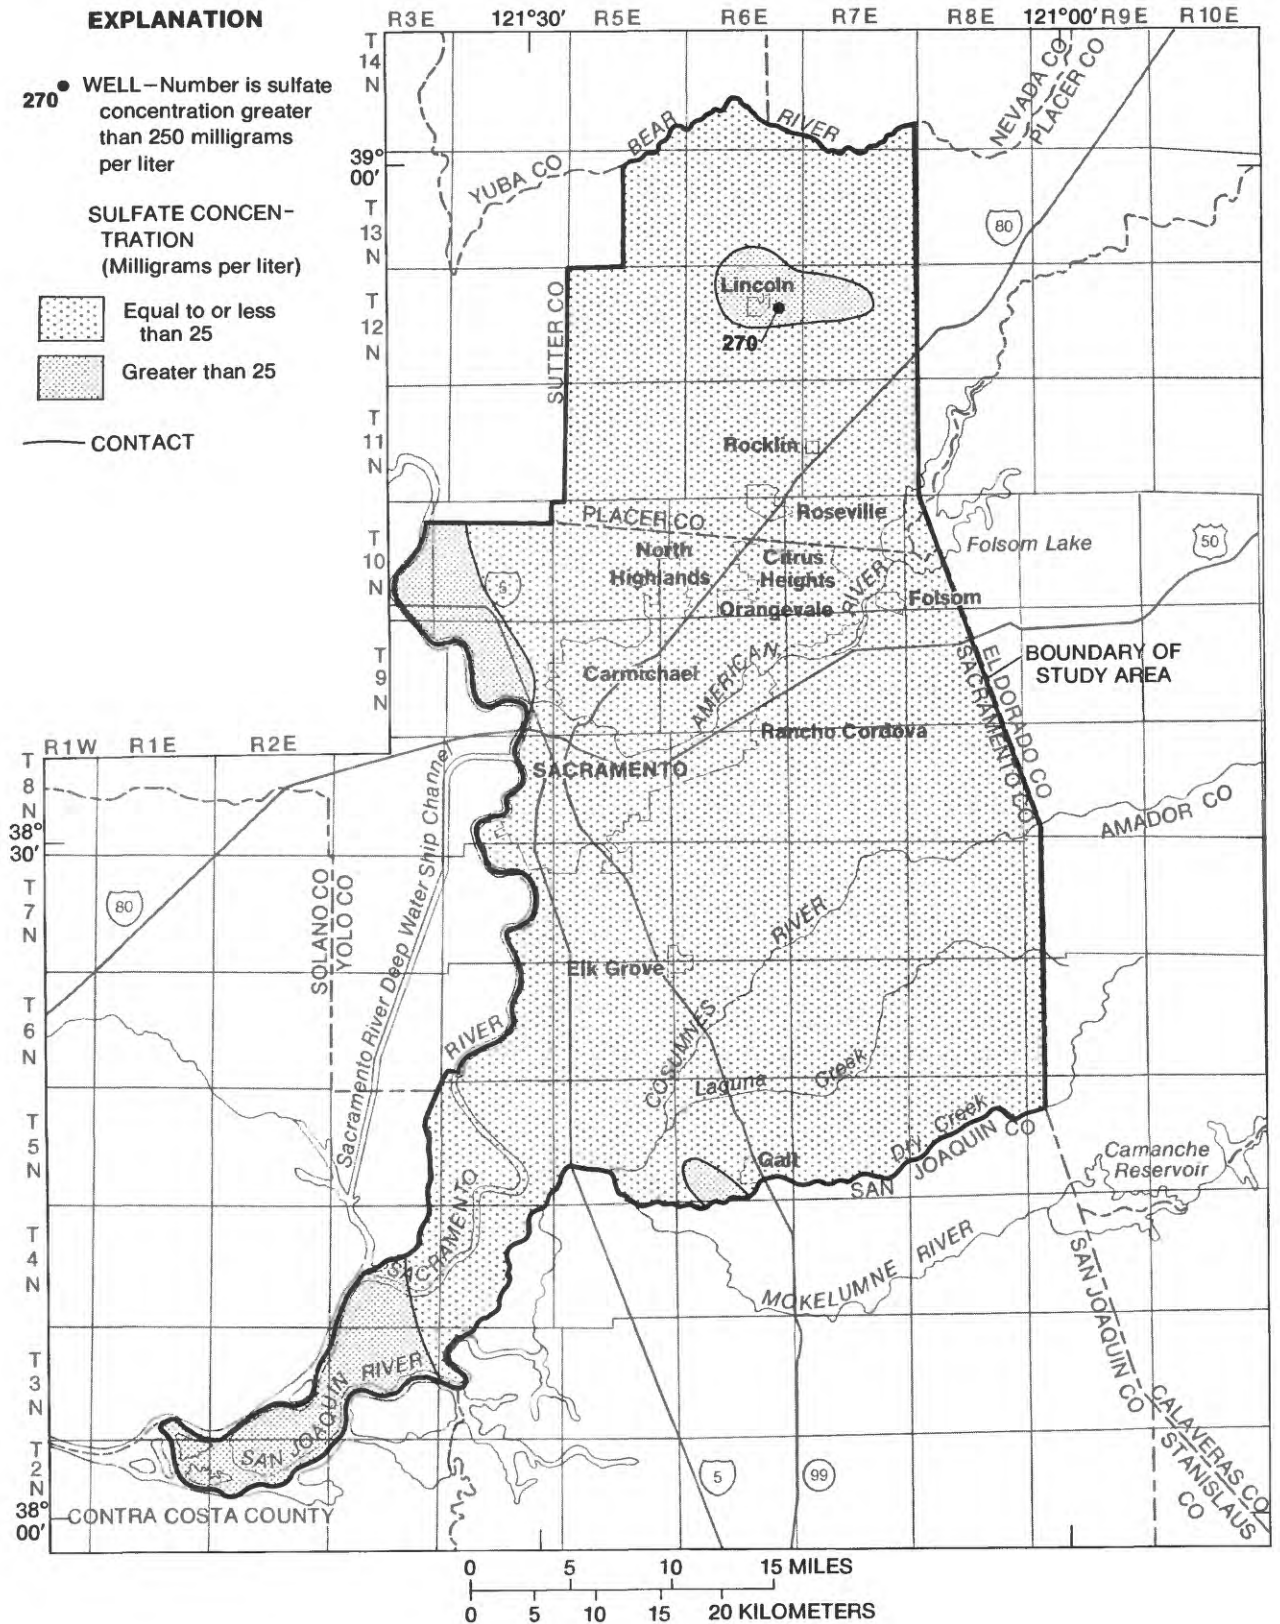 EXPLANATION
270 WELL—Number is sulfate
concentration greater
than 250 milligrams
per liter
SULFATE CONCEN-
TRATION
(Milligrams per liter)
Equal to or less
than 25
Greater than 25
CONTACT
R3E 121°30′ R5E R6E R7E R8E 121°00′ R9E R10E
T
14
N
NEVADA CO
PLACER CO
BEAR RIVER
39°
00′
YUBA CO
T
13
N
80
SUTTER CO
Lincoln
270
T
12
N
T
11
N
Rocklin
PLACER CO
Roseville
T
10
N
North
Highlands
Citrus
Heights
Folsom Lake
50
5
Orangevale
RIVER
Folsom
T
9
N
Carmichael
AMERICAN
EL DORADO CO
SACRAMENTO CO
BOUNDARY OF
STUDY AREA
Rancho Cordova
R1W R1E R2E
SACRAMENTO
T
8
N
38°
30′
AMADOR CO
80
T
7
N
SOLANO CO
YOLO CO
Sacramento River Deep Water Ship Channe
RIVER
Elk Grove
T
6
N
RIVER
COSUMNES
Laguna Creek
T
5
N
Dry Creek
SAN JOAQUIN CO
Galt
Camanche
Reservoir
SACRAMENTO
T
4
N
MOKELUMNE RIVER
SAN JOAQUIN CO
T
3
N
SAN JOAQUIN RIVER
CALAVERAS CO
STANISLAUS
CO
T
2
N
5
99
38°
00′
CONTRA COSTA COUNTY
0 5 10 15 MILES
0 5 10 15 20 KILOMETERS